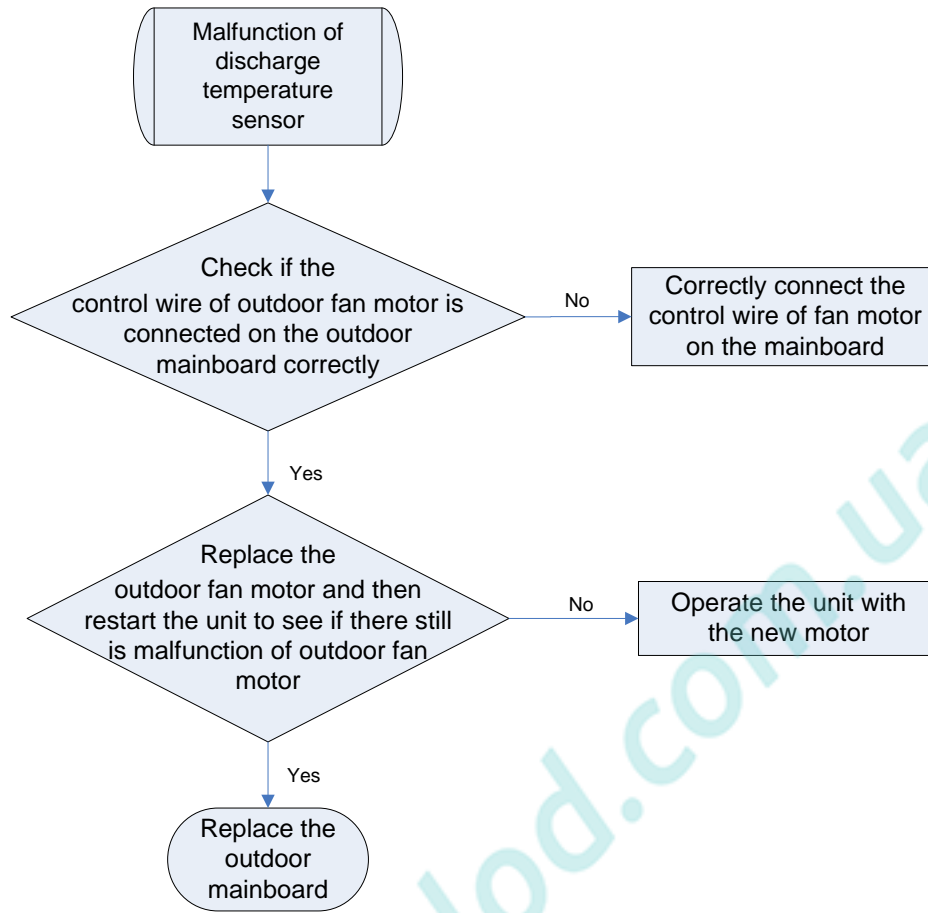 Malfunction of
discharge
temperature
sensor
Check if the
control wire of outdoor fan motor is
connected on the outdoor
mainboard correctly
No
Correctly connect the
control wire of fan motor
on the mainboard
Yes
Replace the
outdoor fan motor and then
restart the unit to see if there still
is malfunction of outdoor fan
motor
No
Operate the unit with
the new motor
Yes
Replace the
outdoor
mainboard
lod.com.ua